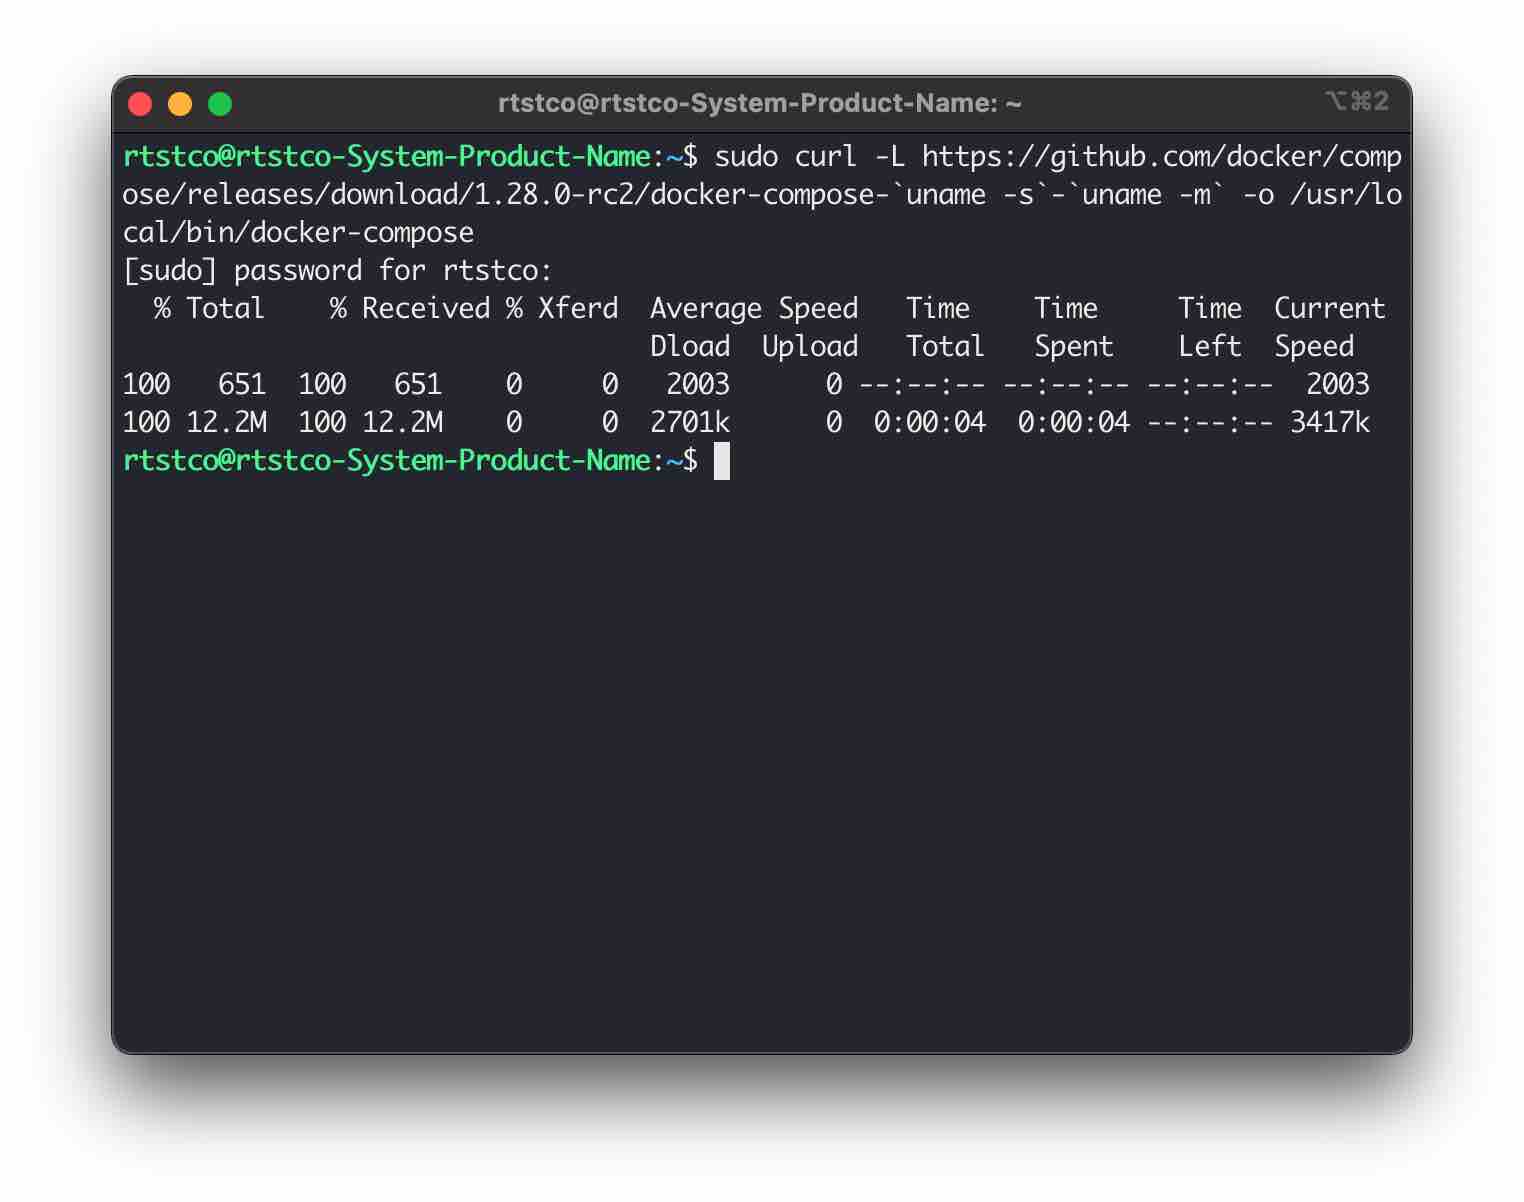 rtstco@rtstco-System-Product-Name: ~ ⌥⌘2
rtstco@rtstco-System-Product-Name:~$ sudo curl -L https://github.com/docker/comp
ose/releases/download/1.28.0-rc2/docker-compose-`uname -s`-`uname -m` -o /usr/lo
cal/bin/docker-compose
[sudo] password for rtstco:
  % Total    % Received % Xferd  Average Speed   Time    Time     Time  Current
                                 Dload  Upload   Total   Spent    Left  Speed
100   651  100   651    0     0   2003      0 --:--:-- --:--:-- --:--:--  2003
100 12.2M  100 12.2M    0     0  2701k      0  0:00:04  0:00:04 --:--:-- 3417k
rtstco@rtstco-System-Product-Name:~$